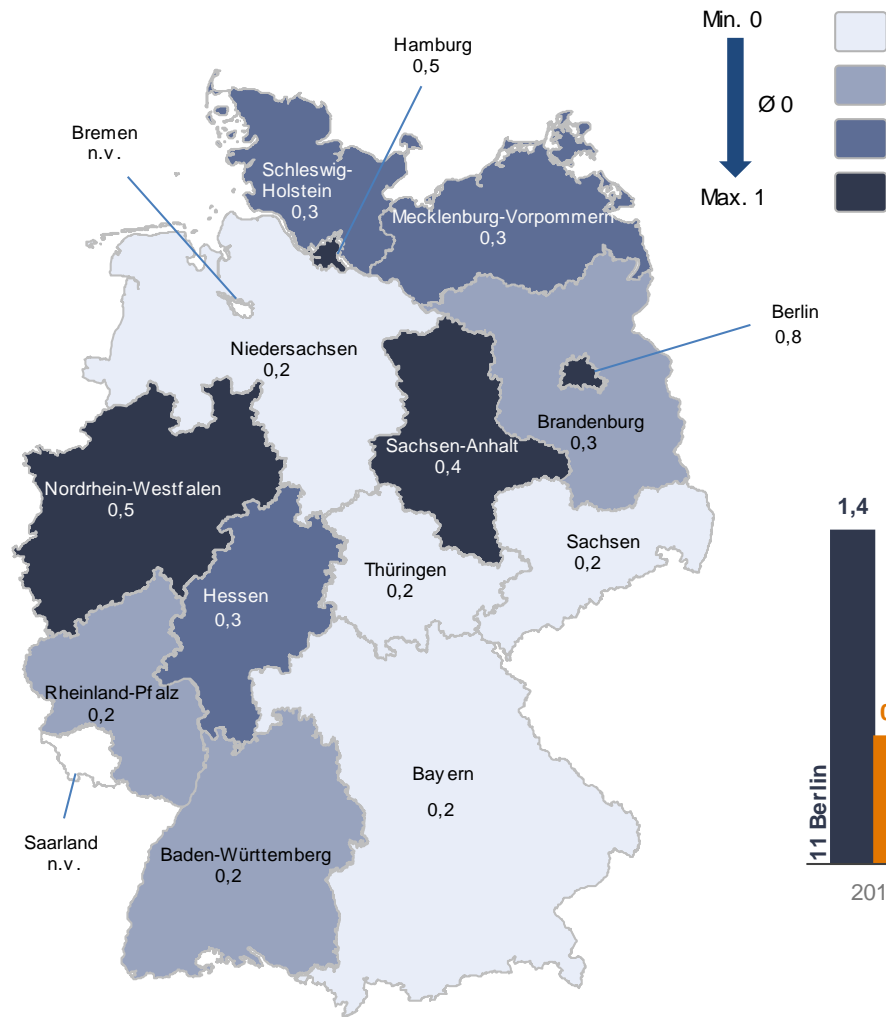 Hamburg
0,5
Min. 0
Ø 0
Max. 1
Bremen
n.v.
Schleswig-
Holstein
0,3
Mecklenburg-Vorpommern
0,3
Berlin
0,8
Niedersachsen
0,2
Brandenburg
0,3
Sachsen-Anhalt
0,4
Nordrhein-Westfalen
0,5
Sachsen
0,2
Thüringen
0,2
Hessen
0,3
Rheinland-Pfalz
0,2
Bayern
0,2
Saarland
n.v.
Baden-Württemberg
0,2
1,4
11 Berlin